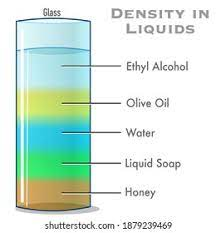 Glass
DENSITY IN
LIQUIDS
Ethyl Alcohol
Olive Oil
Water
Liquid Soap
Honey
shutterstock.com · 1879239469